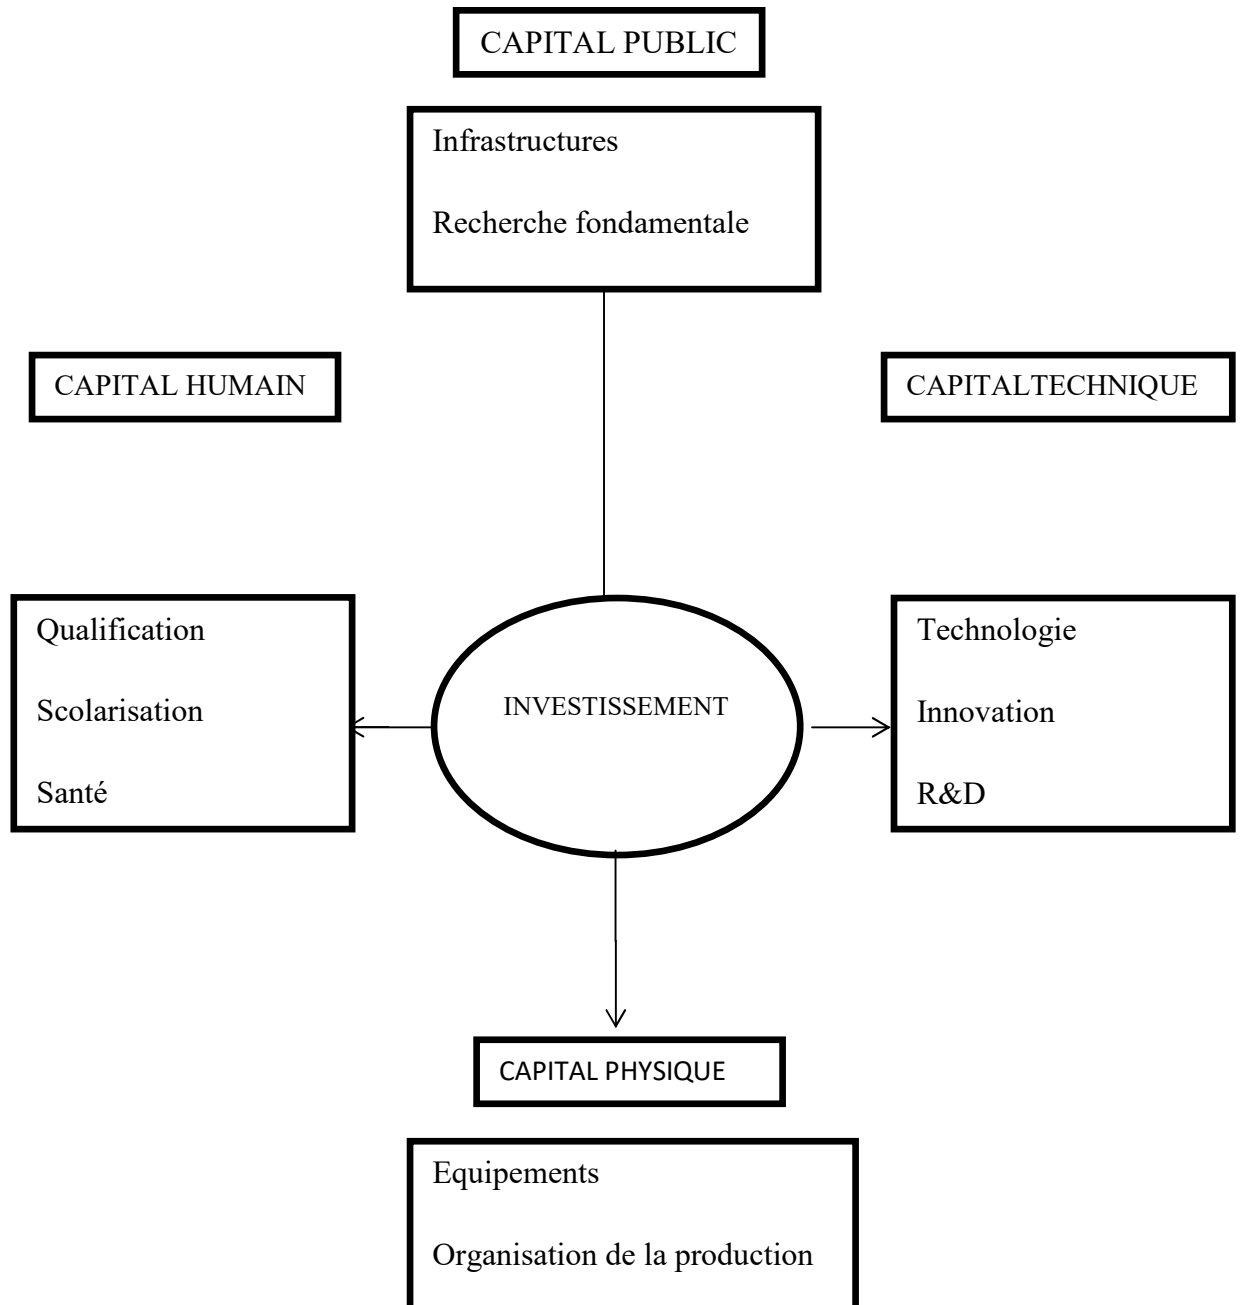 CAPITAL PUBLIC
Infrastructures
Recherche fondamentale
CAPITAL HUMAIN
CAPITALTECHNIQUE
Qualification
Scolarisation
Santé
INVESTISSEMENT
Technologie
Innovation
R&D
CAPITAL PHYSIQUE
Equipements
Organisation de la production